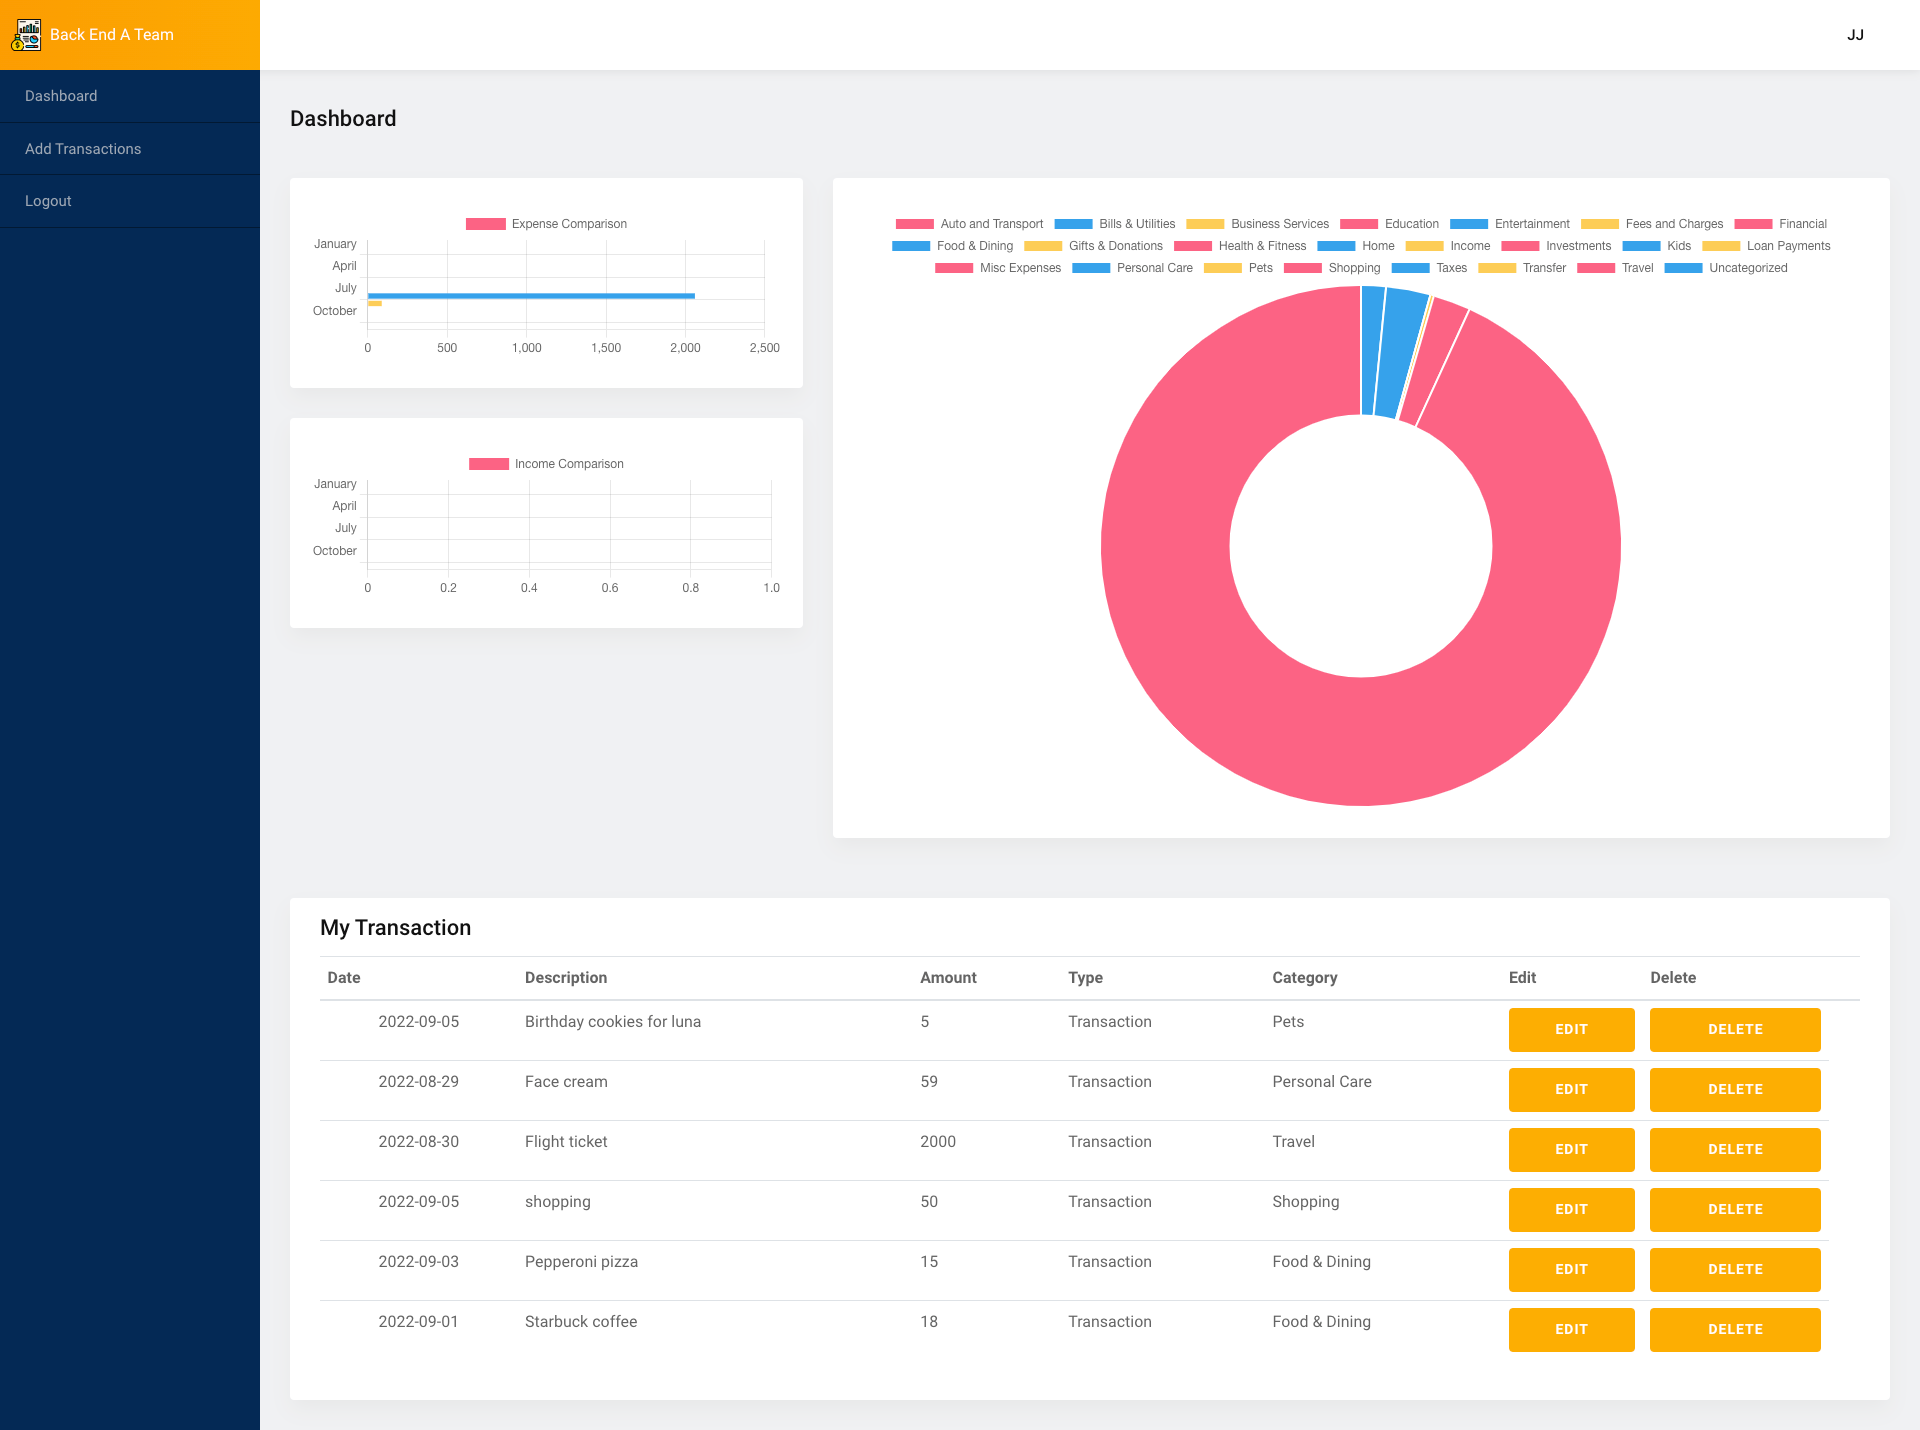 Back End A Team
JJ
Dashboard
Add Transactions
Logout
Dashboard
Expense Comparison
January
April
July
October
0 500 1,000 1,500 2,000 2,500
Income Comparison
January
April
July
October
0 0.2 0.4 0.6 0.8 1.0
Auto and Transport Bills & Utilities Business Services Education Entertainment Fees and Charges Financial
Food & Dining Gifts & Donations Health & Fitness Home Income Investments Kids Loan Payments
Misc Expenses Personal Care Pets Shopping Taxes Transfer Travel Uncategorized
My Transaction
Date Description Amount Type Category Edit Delete
2022-09-05 Birthday cookies for luna 5 Transaction Pets EDIT DELETE
2022-08-29 Face cream 59 Transaction Personal Care EDIT DELETE
2022-08-30 Flight ticket 2000 Transaction Travel EDIT DELETE
2022-09-05 shopping 50 Transaction Shopping EDIT DELETE
2022-09-03 Pepperoni pizza 15 Transaction Food & Dining EDIT DELETE
2022-09-01 Starbuck coffee 18 Transaction Food & Dining EDIT DELETE